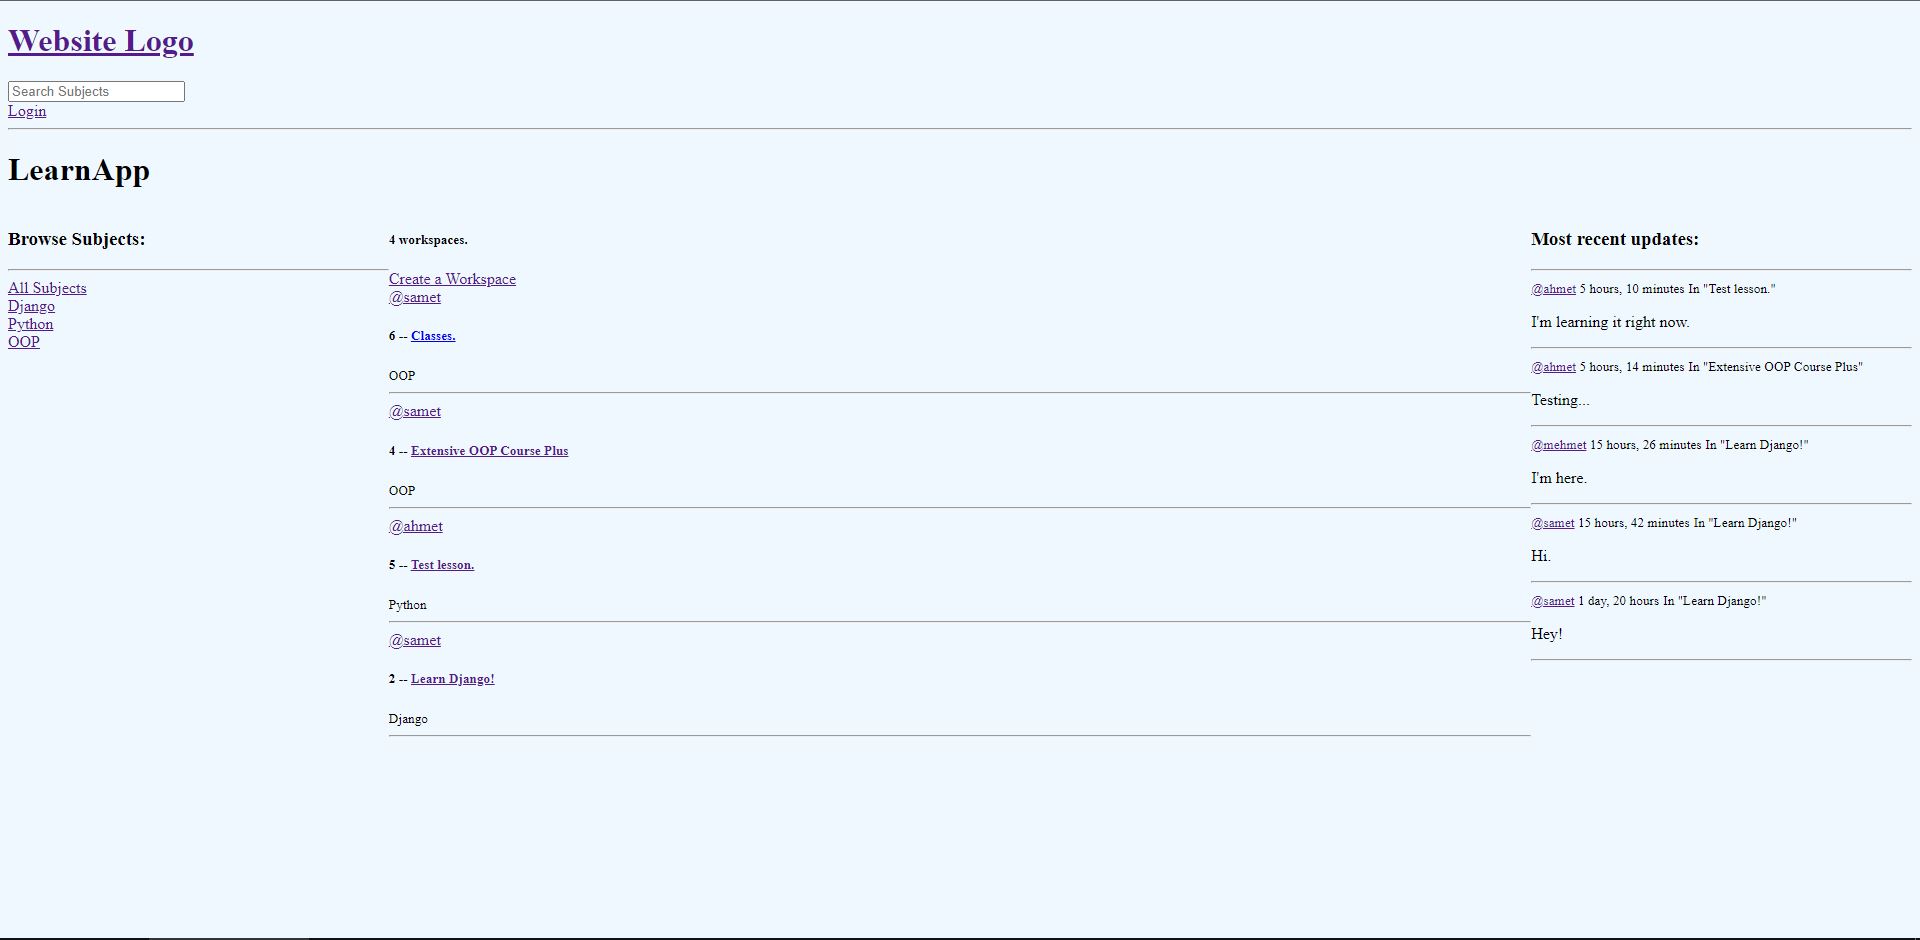 Website Logo
Search Subjects
Login
LearnApp
Browse Subjects:
All Subjects
Django
Python
OOP
4 workspaces.
Create a Workspace
@samet
6 -- Classes.
OOP
@samet
4 -- Extensive OOP Course Plus
OOP
@ahmet
5 -- Test lesson.
Python
@samet
2 -- Learn Django!
Django
Most recent updates:
@ahmet 5 hours, 10 minutes In "Test lesson."
I'm learning it right now.
@ahmet 5 hours, 14 minutes In "Extensive OOP Course Plus"
Testing...
@mehmet 15 hours, 26 minutes In "Learn Django!"
I'm here.
@samet 15 hours, 42 minutes In "Learn Django!"
Hi.
@samet 1 day, 20 hours In "Learn Django!"
Hey!